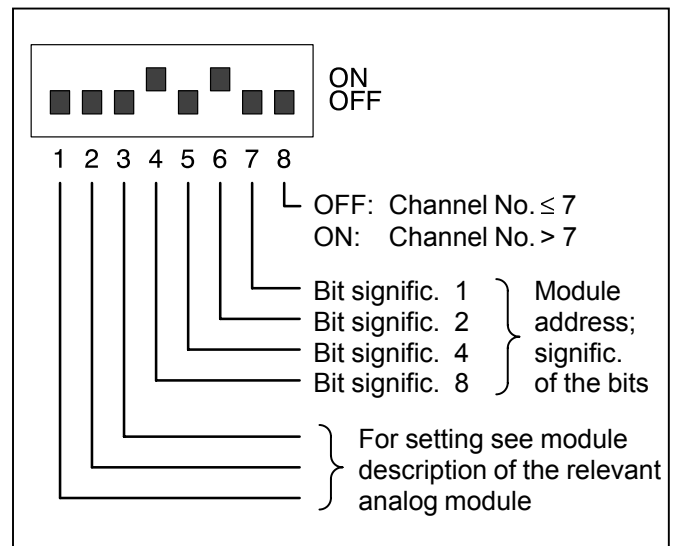 ON
OFF
1 2 3 4 5 6 7 8
OFF: Channel No. ≤ 7
ON: Channel No. > 7
Bit signific. 1
Bit signific. 2
Bit signific. 4
Bit signific. 8
Module
address;
signific.
of the bits
For setting see module
description of the relevant
analog module